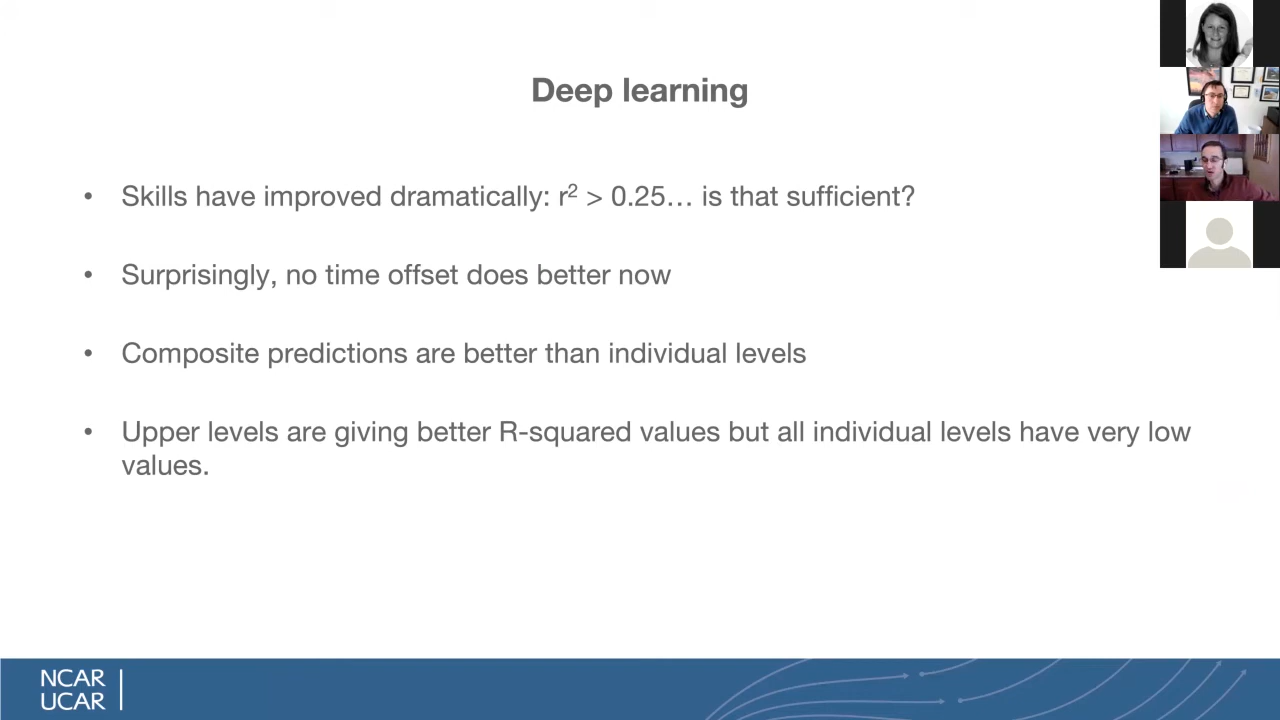 Deep learning
• Skills have improved dramatically: r² > 0.25… is that sufficient?
• Surprisingly, no time offset does better now
• Composite predictions are better than individual levels
• Upper levels are giving better R-squared values but all individual levels have very low
values.
NCAR
UCAR